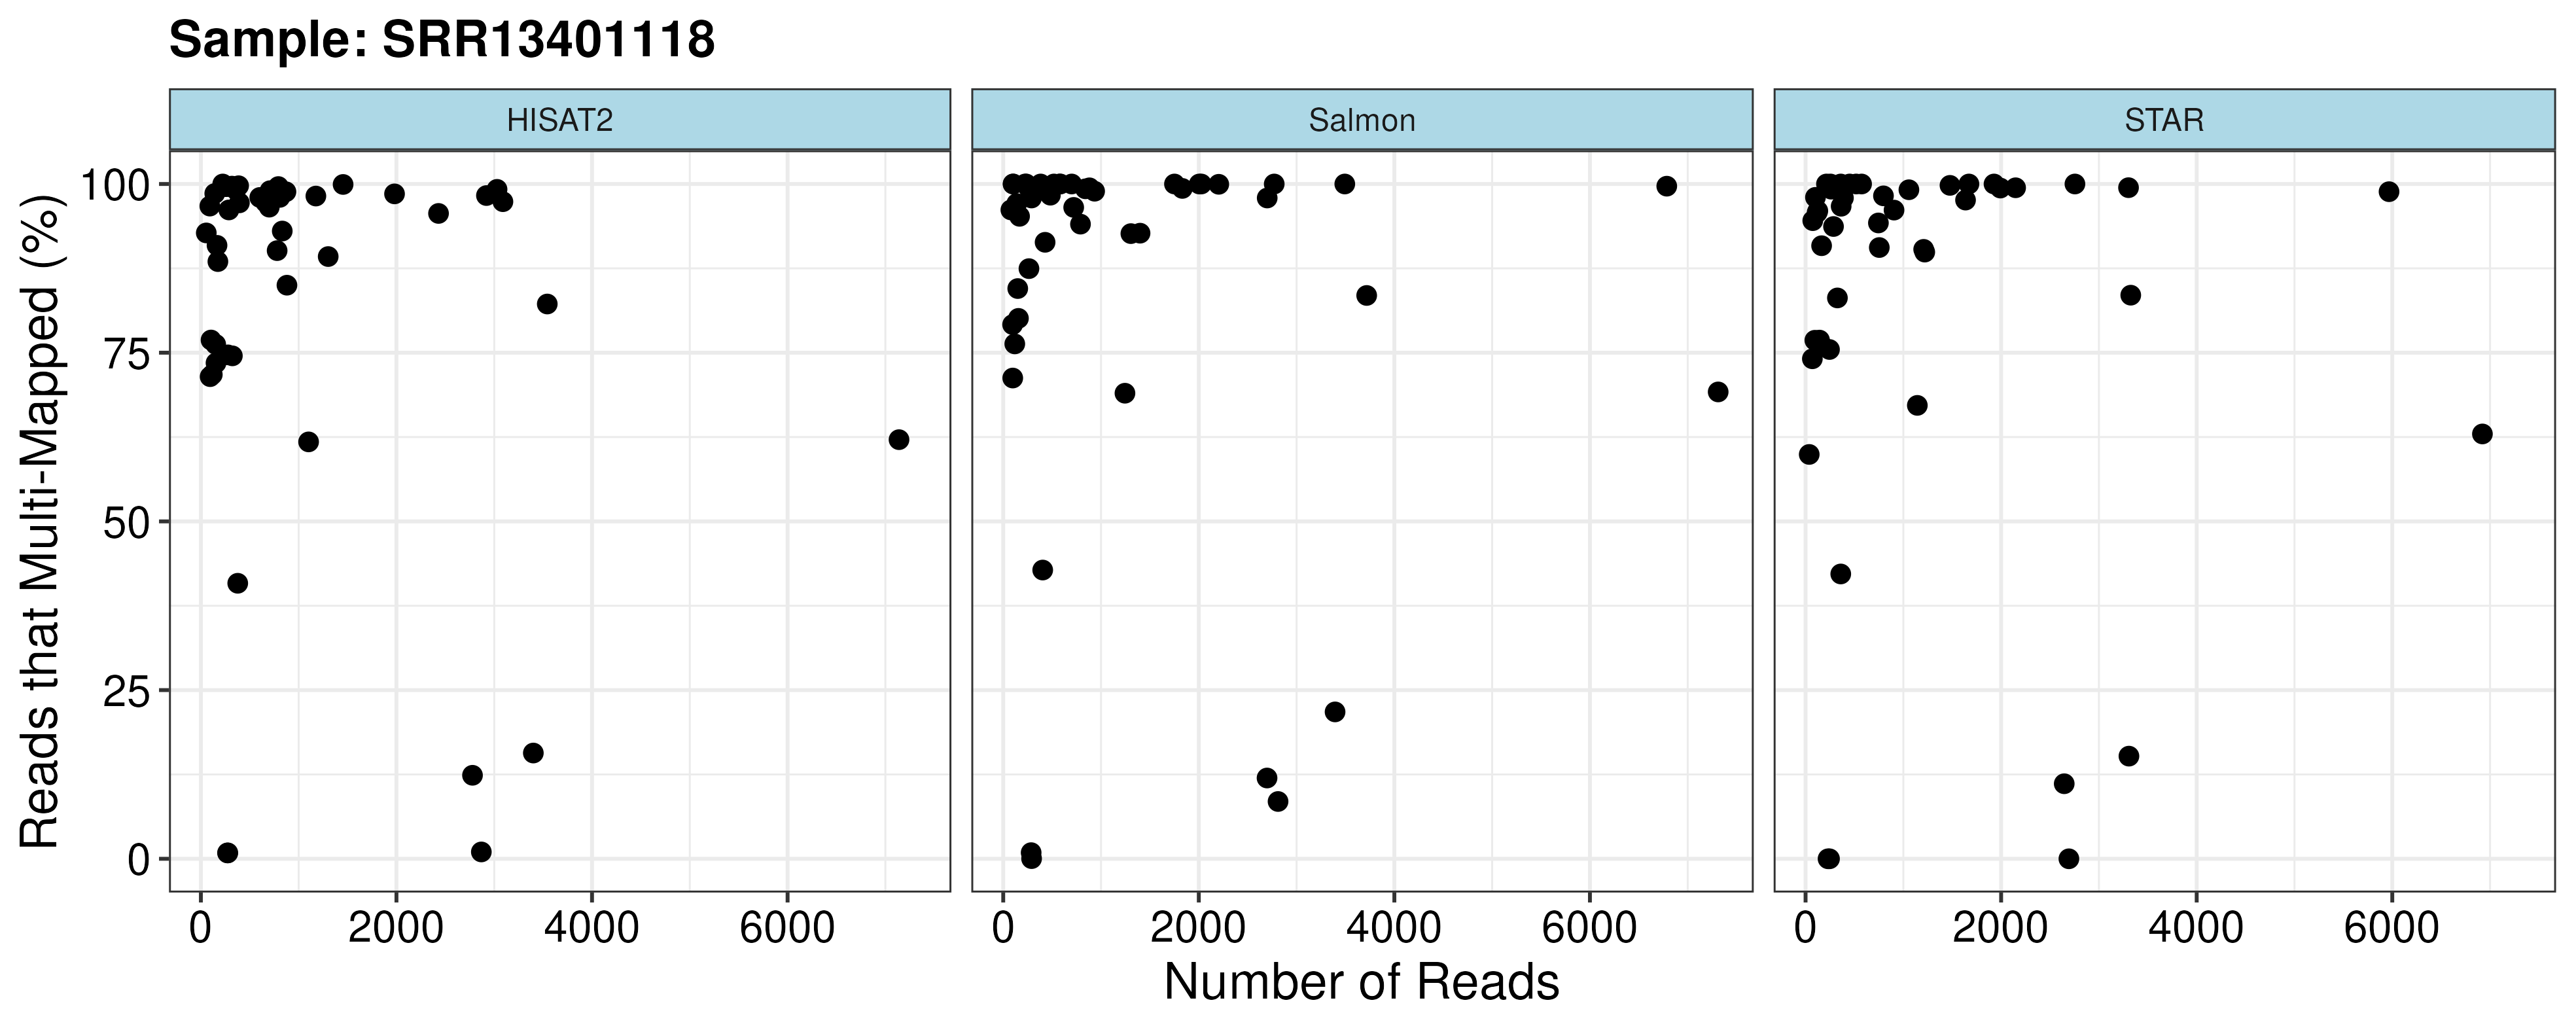 Sample: SRR13401118
HISAT2
Salmon
STAR
Reads that Multi-Mapped (%)
100
75
50
25
0
0 2000 4000 6000
0 2000 4000 6000
0 2000 4000 6000
Number of Reads